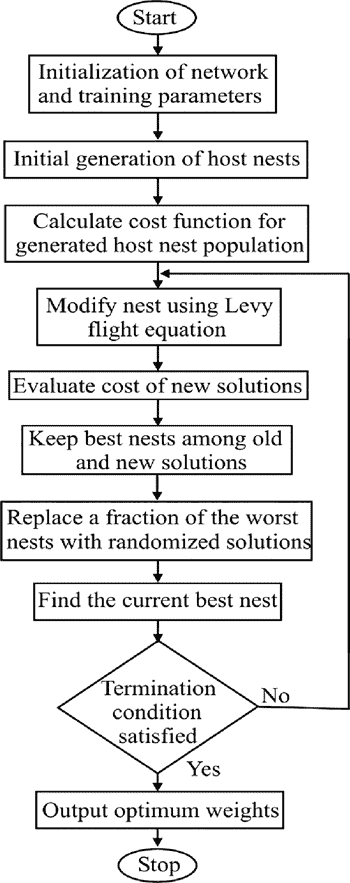 Start
Initialization of network
and training parameters
Initial generation of host nests
Calculate cost function for
generated host nest population
Modify nest using Levy
flight equation
Evaluate cost of new solutions
Keep best nests among old
and new solutions
Replace a fraction of the worst
nests with randomized solutions
Find the current best nest
Termination
condition
satisfied
No
Yes
Output optimum weights
Stop